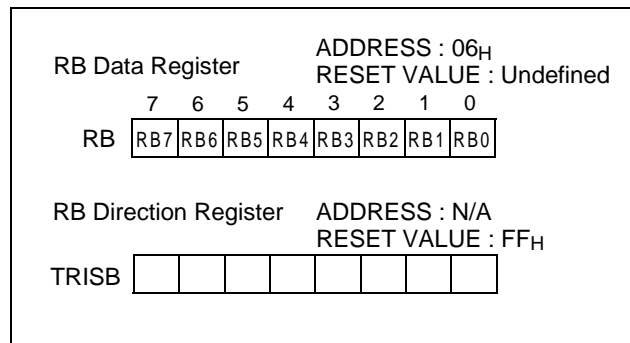 RB Data Register
ADDRESS : 06H
RESET VALUE : Undefined
7 6 5 4 3 2 1 0
RB RB7 RB6 RB5 RB4 RB3 RB2 RB1 RB0
RB Direction Register
ADDRESS : N/A
RESET VALUE : FFH
TRISB